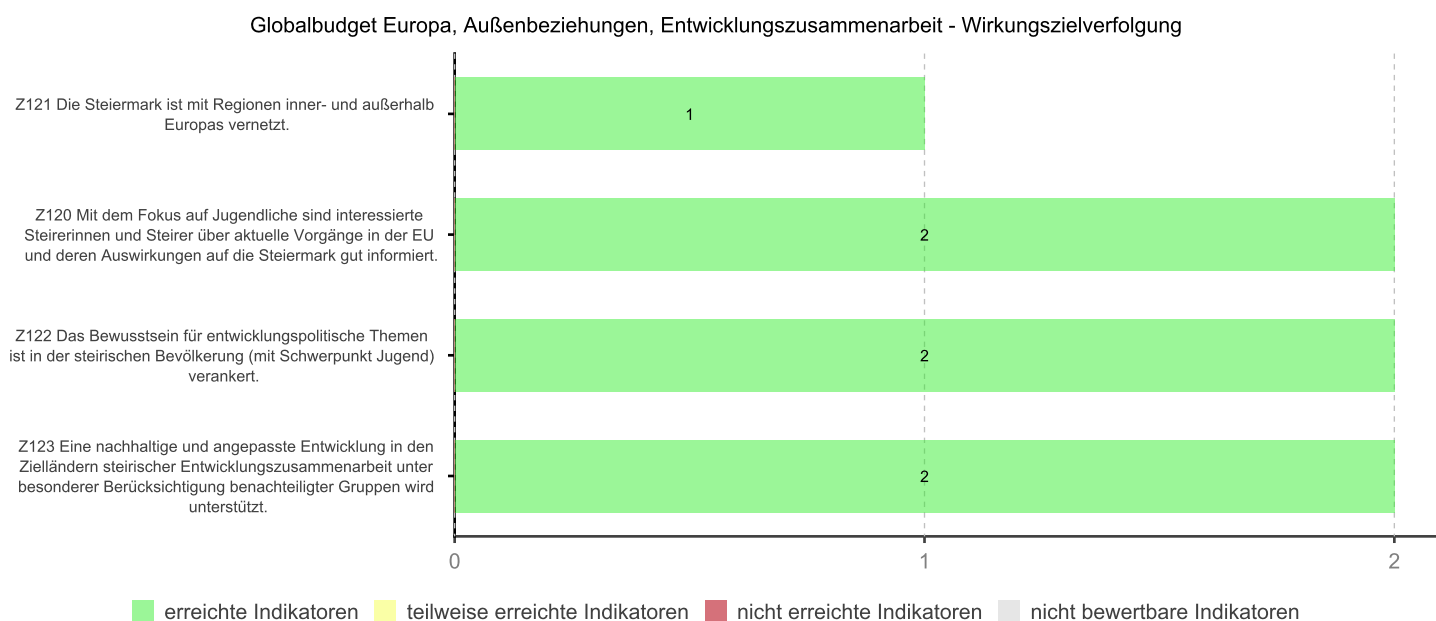 Globalbudget Europa, Außenbeziehungen, Entwicklungszusammenarbeit - Wirkungszielverfolgung
Z121 Die Steiermark ist mit Regionen inner- und außerhalb
Europas vernetzt.
1
Z120 Mit dem Fokus auf Jugendliche sind interessierte
Steirerinnen und Steirer über aktuelle Vorgänge in der EU
und deren Auswirkungen auf die Steiermark gut informiert.
2
Z122 Das Bewusstsein für entwicklungspolitische Themen
ist in der steirischen Bevölkerung (mit Schwerpunkt Jugend)
verankert.
2
Z123 Eine nachhaltige und angepasste Entwicklung in den
Zielländern steirischer Entwicklungszusammenarbeit unter
besonderer Berücksichtigung benachteiligter Gruppen wird
unterstützt.
2
0 1 2
erreichte Indikatoren teilweise erreichte Indikatoren nicht erreichte Indikatoren nicht bewertbare Indikatoren